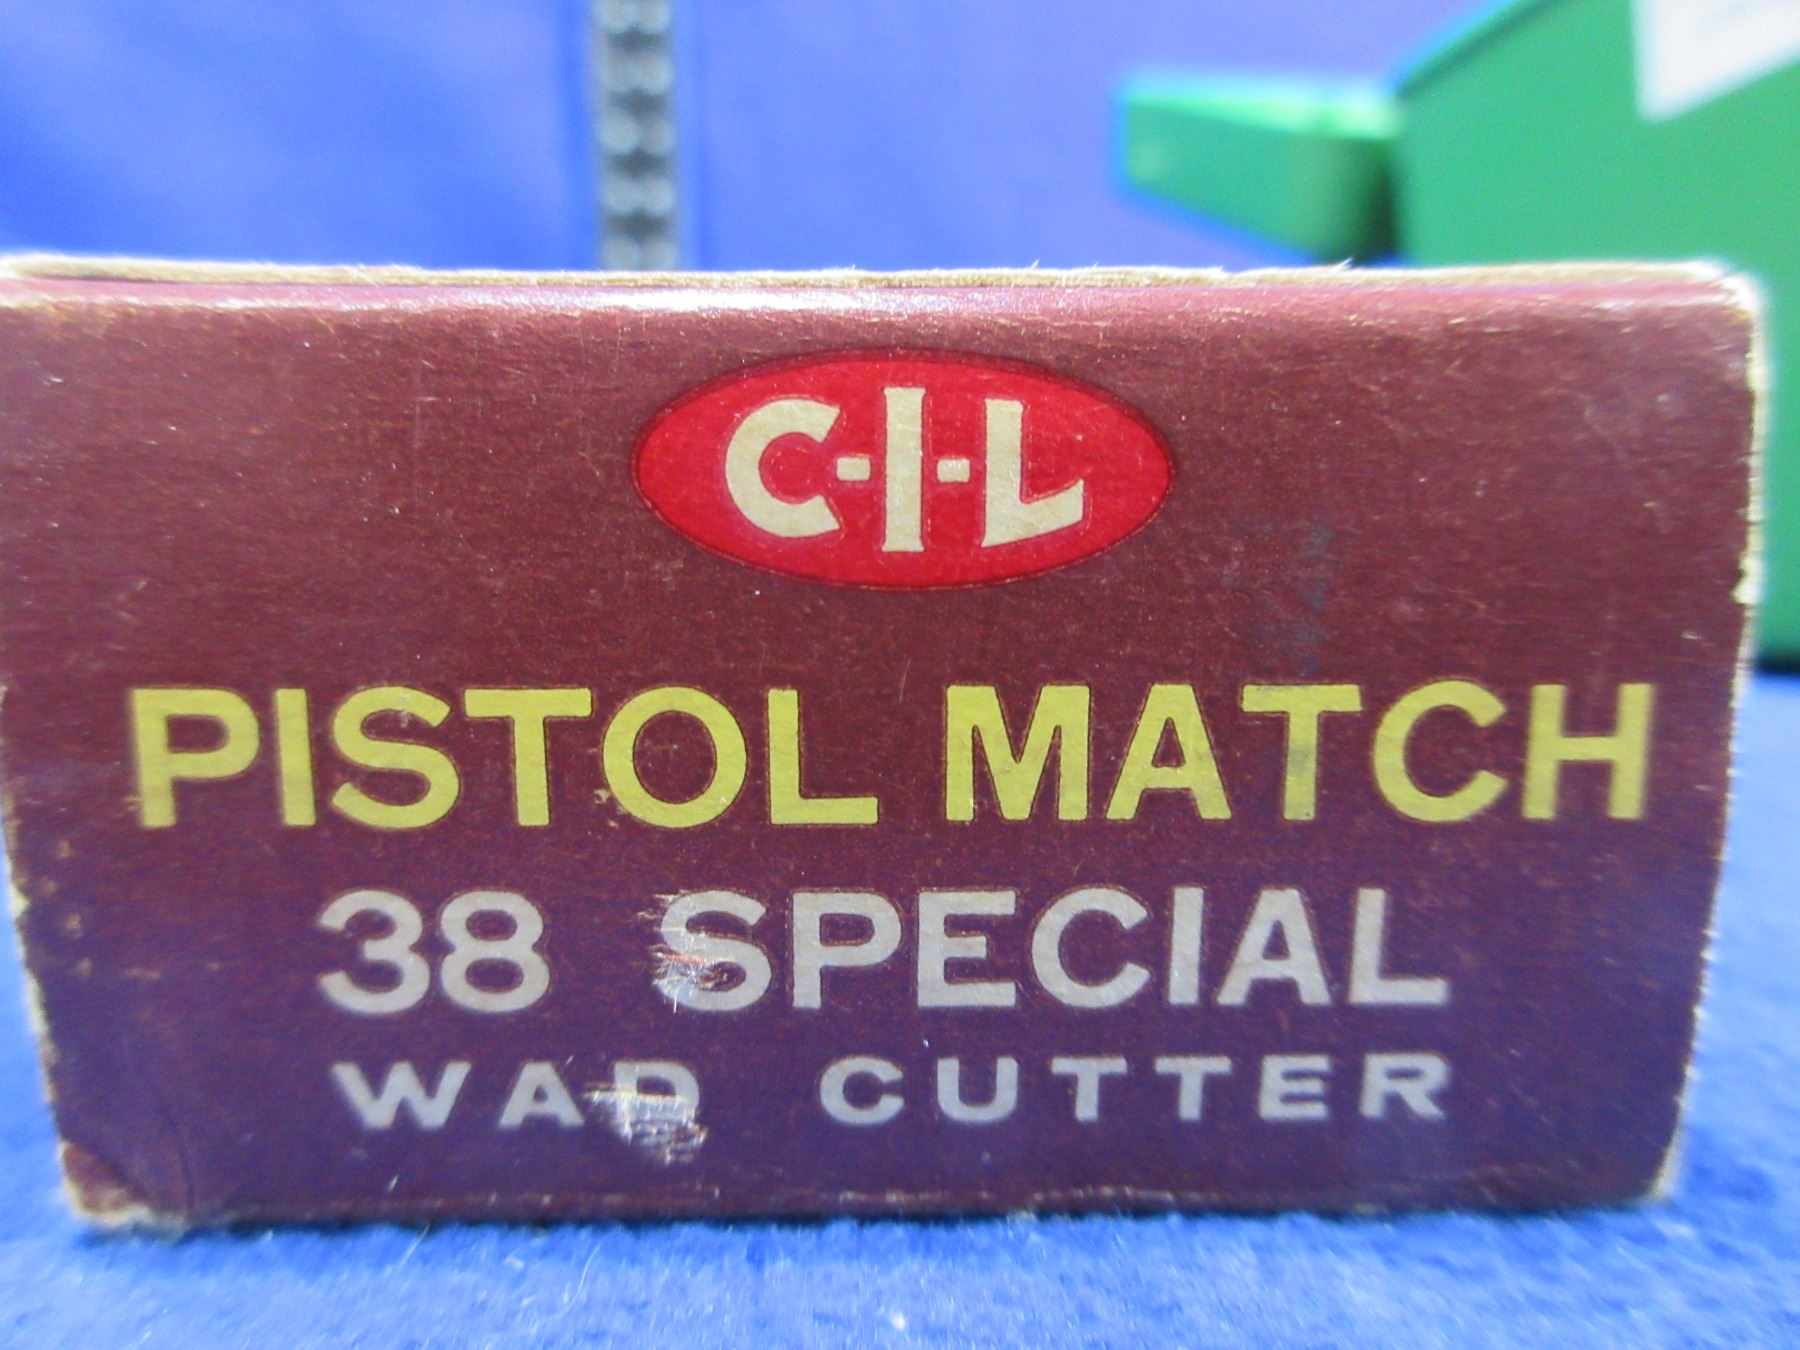 C-I-L
PISTOL MATCH
38 SPECIAL
WAD CUTTER